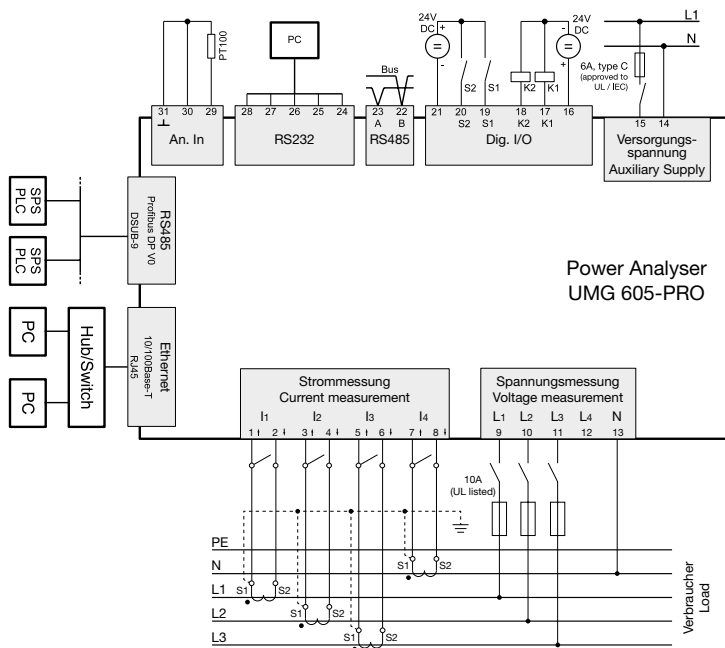 L1
N
24V
DC
+
-
24V
DC
-
+
PC
PT100
Bus
S2
S1
K2
K1
6A, type C
(approved to
UL / IEC)
31
30
29
An. In
28
27
26
25
24
RS232
23
22
A
B
RS485
21
20
19
18
17
16
S2
S1
K2
K1
Dig. I/O
15
14
Versorgungs-
spannung
Auxiliary Supply
SPS
PLC
SPS
PLC
RS485
Profibus DP V0
DSUB-9
Power Analyser
UMG 605-PRO
PC
PC
Hub/Switch
Ethernet
10/100Base-T
RJ45
Strommessung
Current measurement
I1
I2
I3
I4
1
2
3
4
5
6
7
8
Spannungsmessung
Voltage measurement
L1
L2
L3
L4
N
9
10
11
12
13
10A
(UL listed)
PE
N
S1
S2
L1
S1
S2
L2
S1
S2
L3
S1
S2
Verbraucher
Load